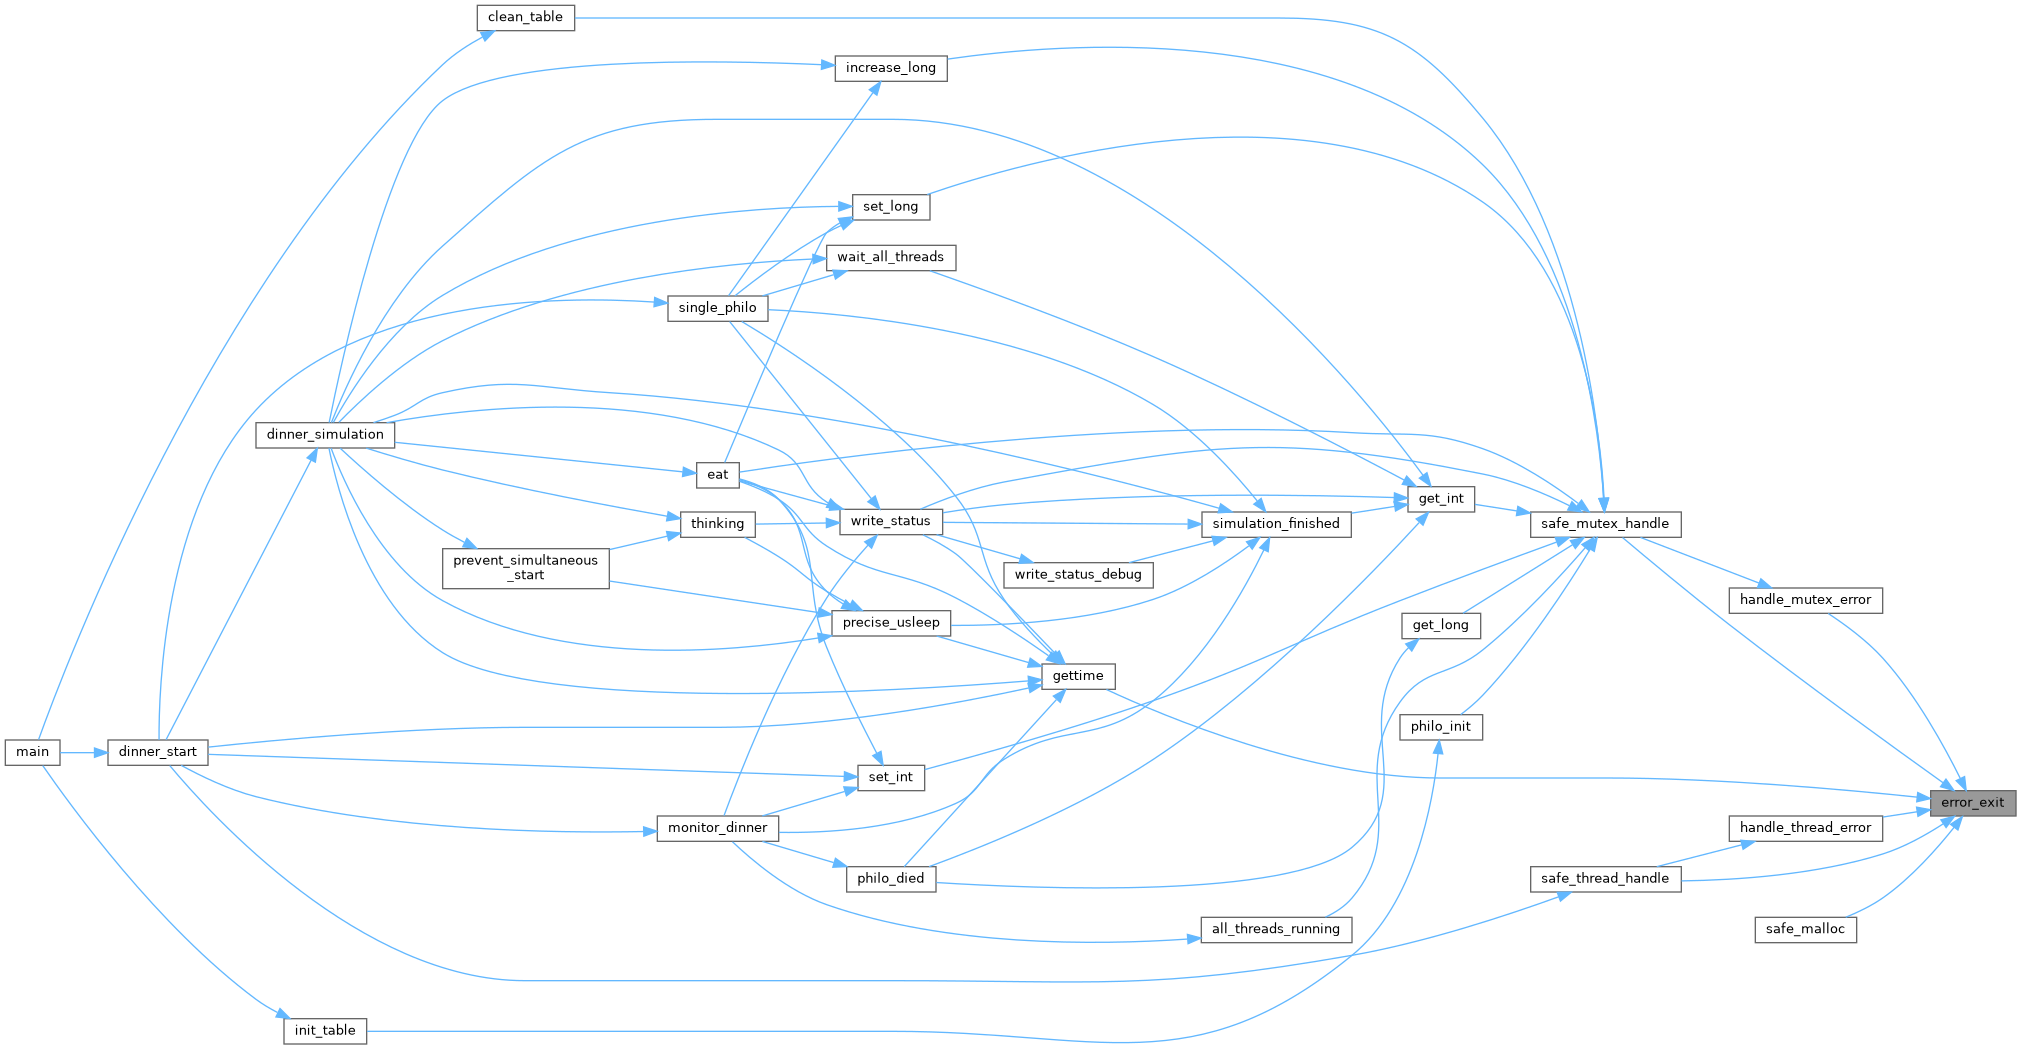 clean_table
increase_long
set_long
wait_all_threads
single_philo
dinner_simulation
eat
get_int
write_status
thinking
simulation_finished
safe_mutex_handle
prevent_simultaneous
_start
write_status_debug
handle_mutex_error
precise_usleep
get_long
gettime
philo_init
main
dinner_start
set_int
error_exit
monitor_dinner
handle_thread_error
philo_died
safe_thread_handle
all_threads_running
safe_malloc
init_table